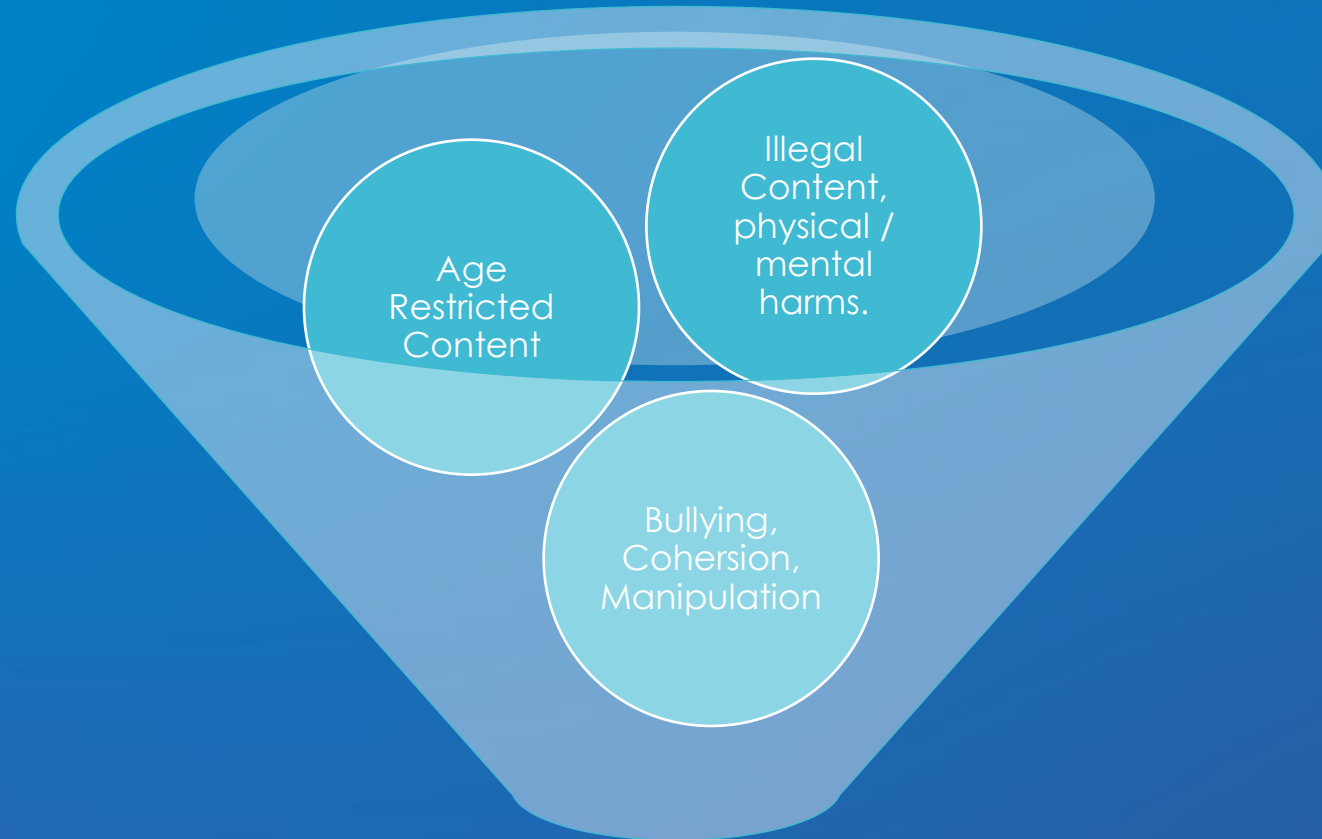 Illegal
Content,
physical /
mental
harms.
Age
Restricted
Content
Bullying,
Cohersion,
Manipulation